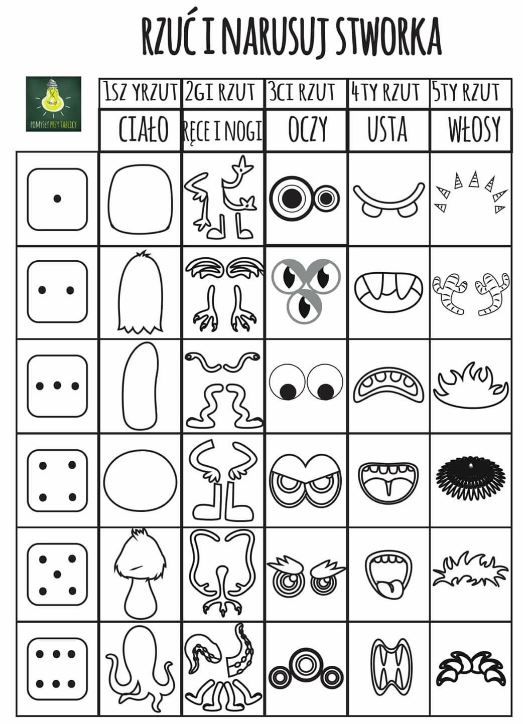 RZUĆ I NARUSUJ STWORKA
1SZ YRZUT 2GI RZUT 3CI RZUT 4TY RZUT 5TY RZUT
CIAŁO RĘCE I NOGI OCZY USTA WŁOSY
POMYSŁY PRZY TABLICY